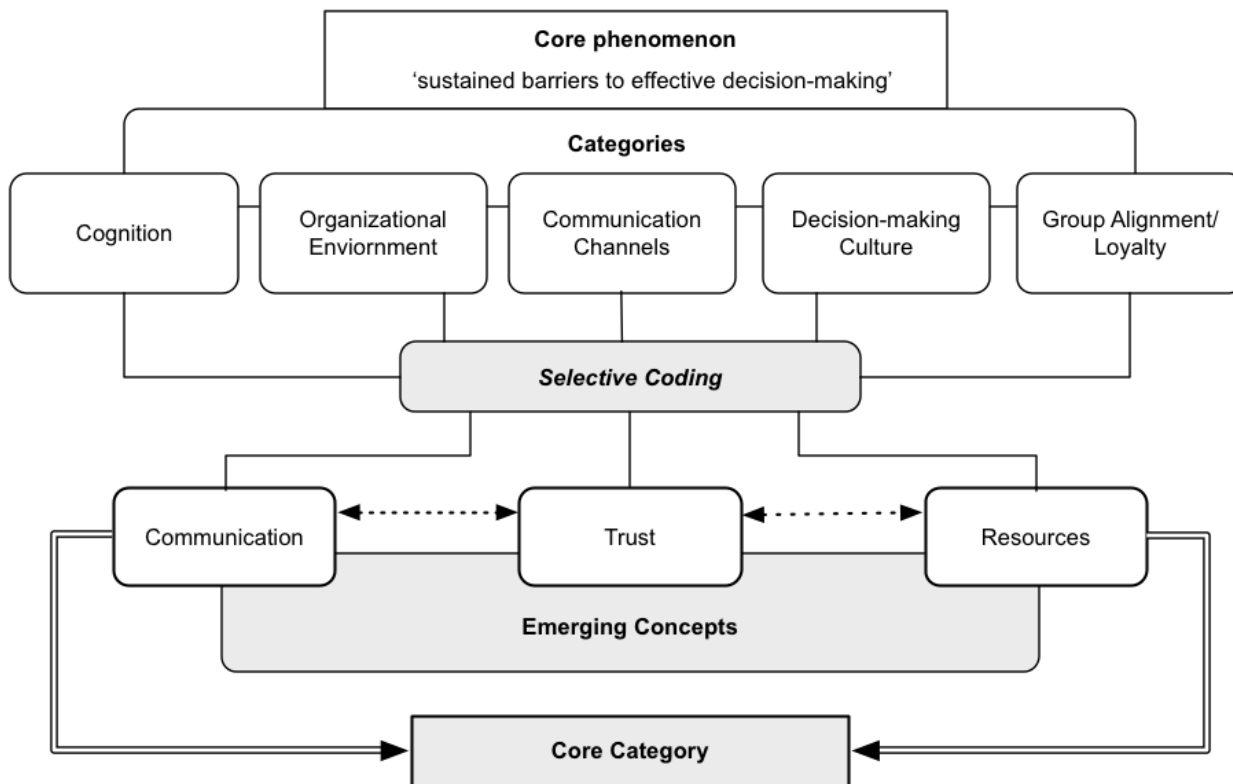 Core phenomenon
‘sustained barriers to effective decision-making’
Categories
Cognition
Organizational
Enviornment
Communication
Channels
Decision-making
Culture
Group Alignment/
Loyalty
Selective Coding
Communication
Trust
Resources
Emerging Concepts
Core Category